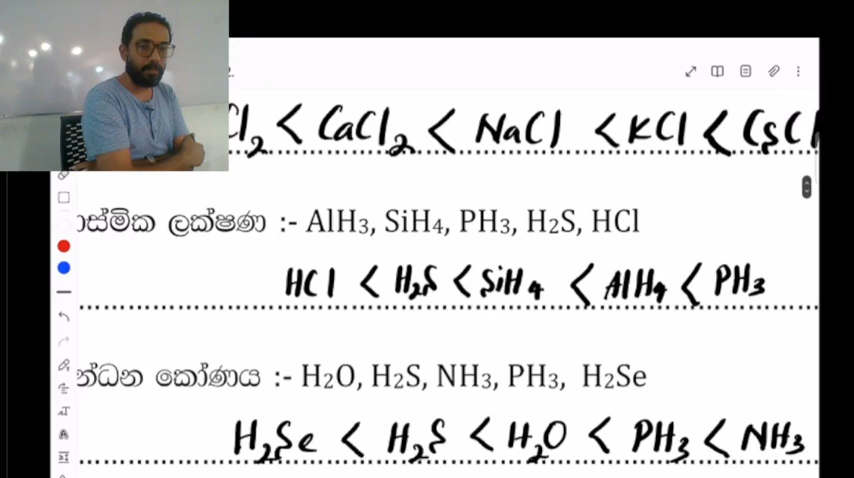 Cl₂ < CaCl₂ < NaCl < KCl < CsCl
ාස්මික ලක්ෂණ :- AlH₃, SiH₄, PH₃, H₂S, HCl
HCl < H₂S < SiH₄ < AlH₄ < PH₃
න්ධන කෝණය :- H₂O, H₂S, NH₃, PH₃, H₂Se
H₂Se < H₂S < H₂O < PH₃ < NH₃